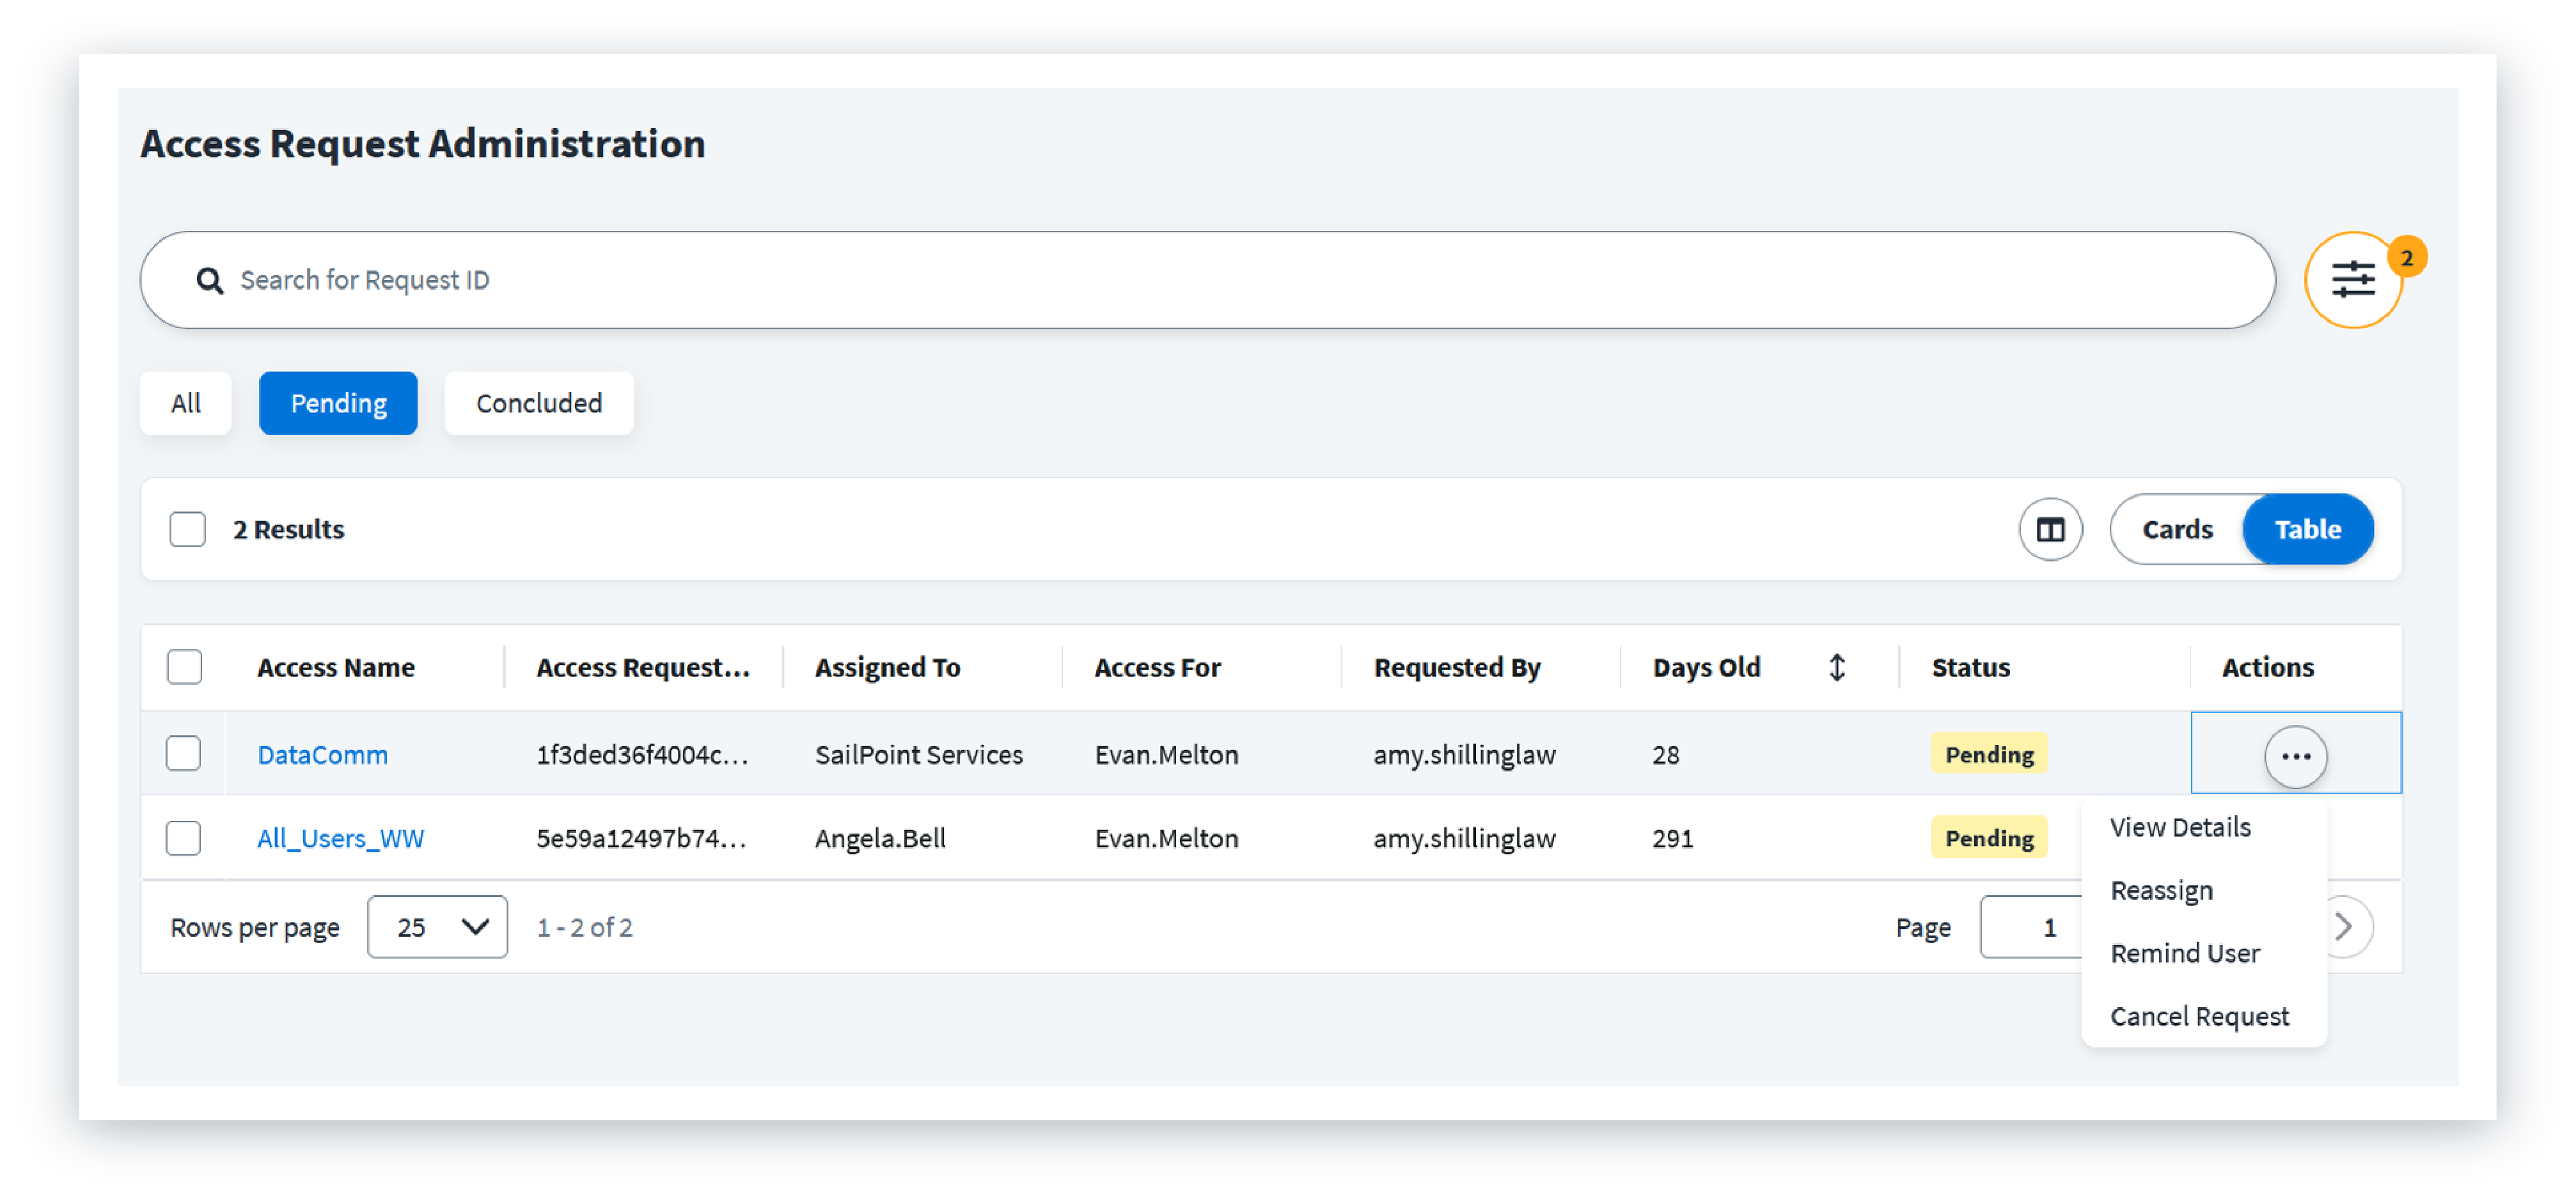 Access Request Administration
Search for Request ID
2
All Pending Concluded
2 Results Cards Table
Access Name Access Request... Assigned To Access For Requested By Days Old Status Actions
DataComm 1f3ded36f4004c... SailPoint Services Evan.Melton amy.shillinglaw 28 Pending
All_Users_WW 5e59a12497b74... Angela.Bell Evan.Melton amy.shillinglaw 291 Pending
View Details
Reassign
Remind User
Cancel Request
Rows per page 25 1 - 2 of 2 Page 1